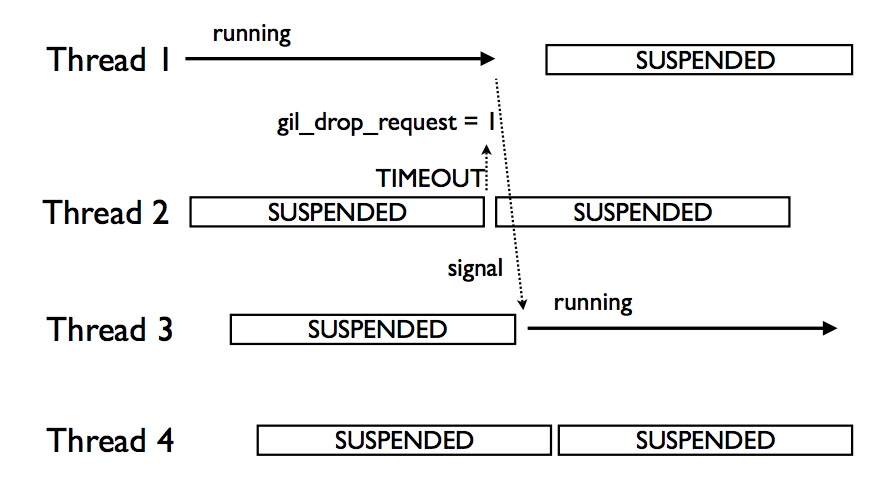 running
Thread 1 SUSPENDED
gil_drop_request = 1
TIMEOUT
Thread 2 SUSPENDED SUSPENDED
signal
running
Thread 3 SUSPENDED
Thread 4 SUSPENDED SUSPENDED